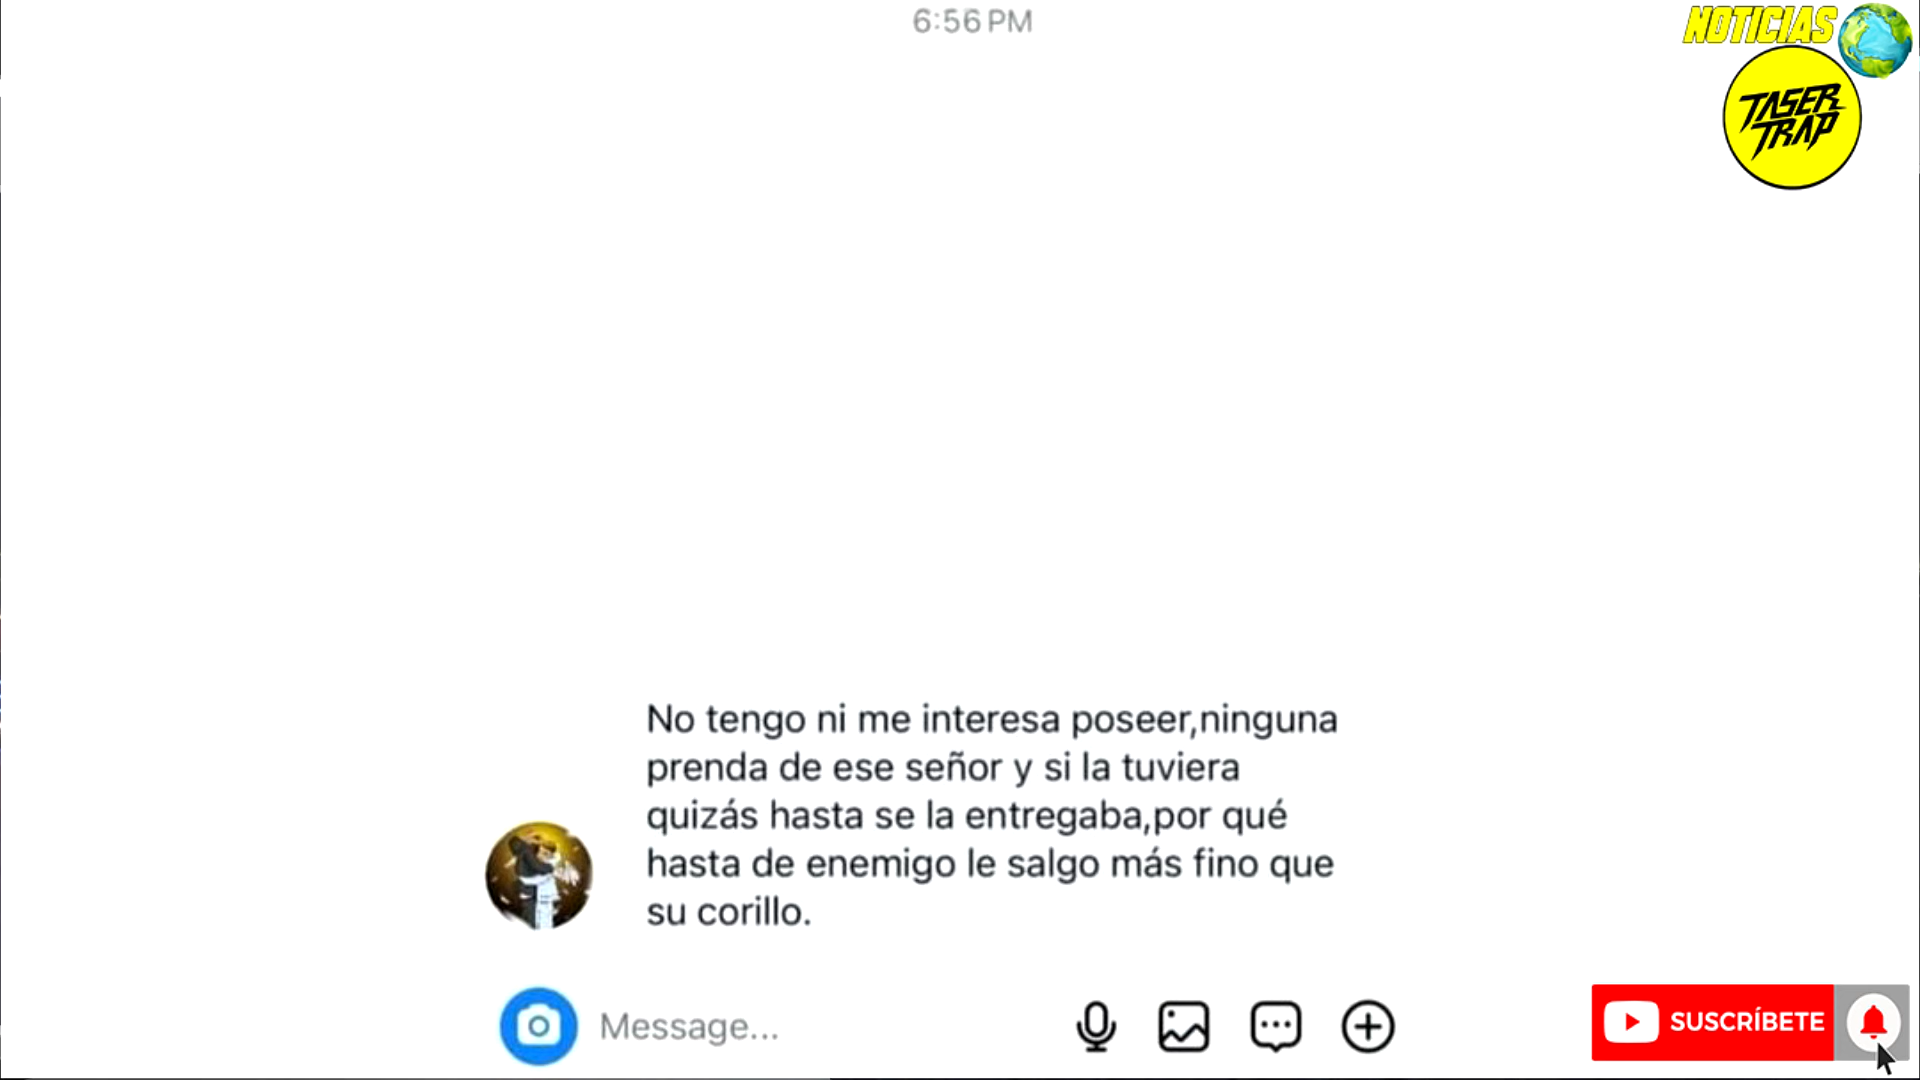 6:56 PM
NOTICIAS
TASER
TRAP
No tengo ni me interesa poseer,ninguna
prenda de ese señor y si la tuviera
quizás hasta se la entregaba,por qué
hasta de enemigo le salgo más fino que
su corillo.
Message...
SUSCRÍBETE